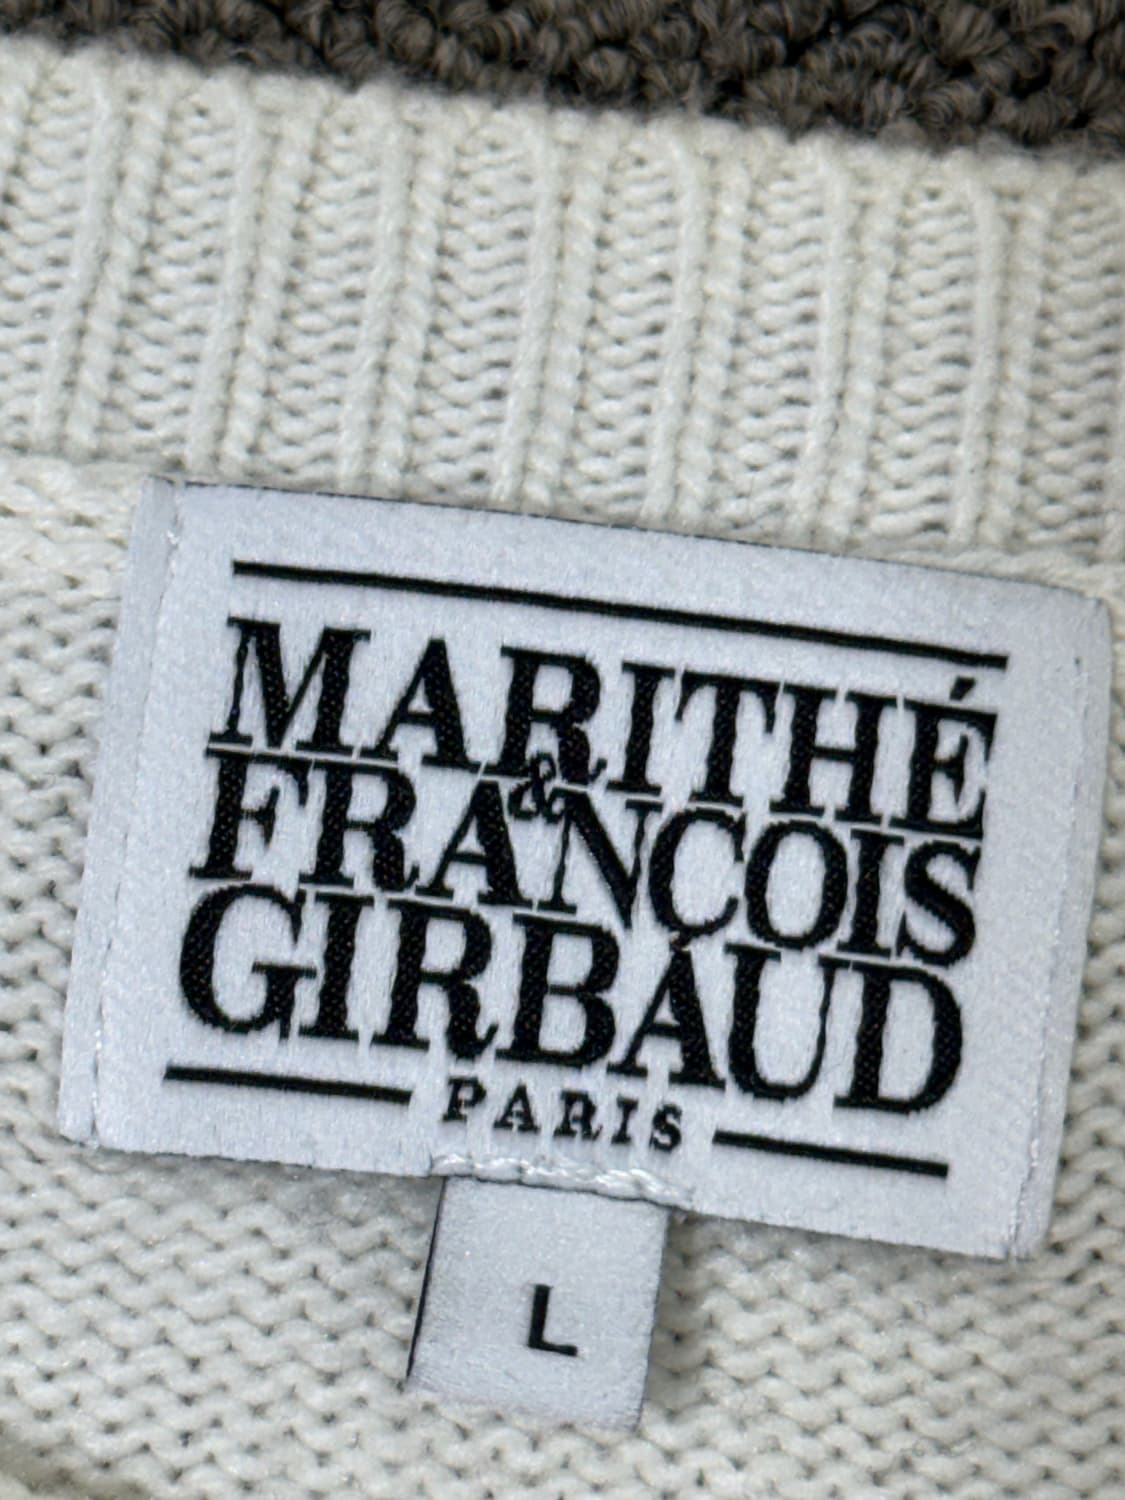 MARITHÉ
&
FRANÇOIS
GIRBAUD
PARIS
L